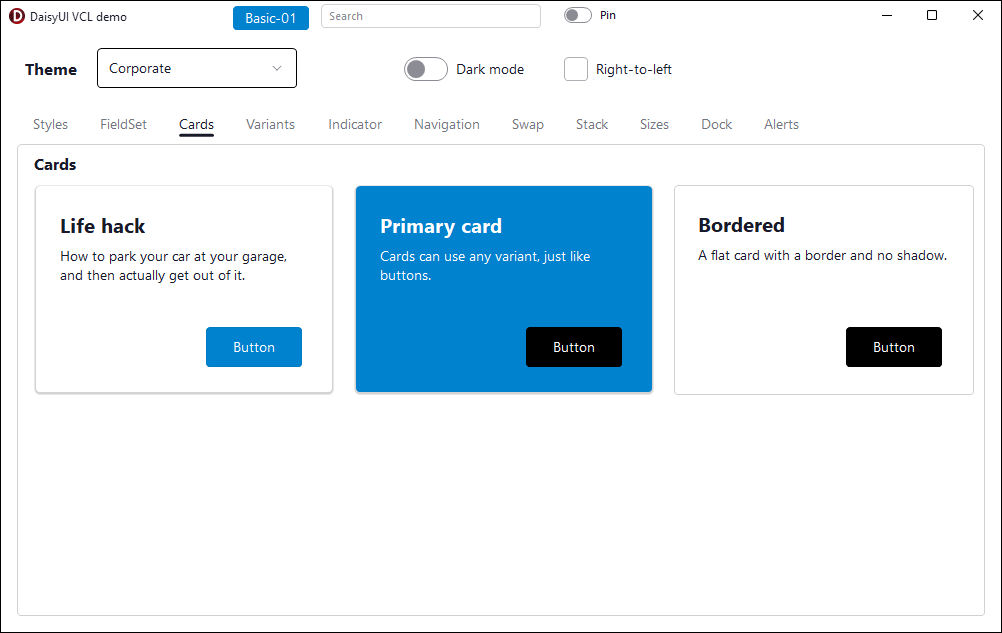 DaisyUI VCL demo
Basic-01
Search
Pin
Theme
Corporate
Dark mode
Right-to-left
Styles
FieldSet
Cards
Variants
Indicator
Navigation
Swap
Stack
Sizes
Dock
Alerts
Cards
Life hack
How to park your car at your garage,
and then actually get out of it.
Button
Primary card
Cards can use any variant, just like
buttons.
Button
Bordered
A flat card with a border and no shadow.
Button